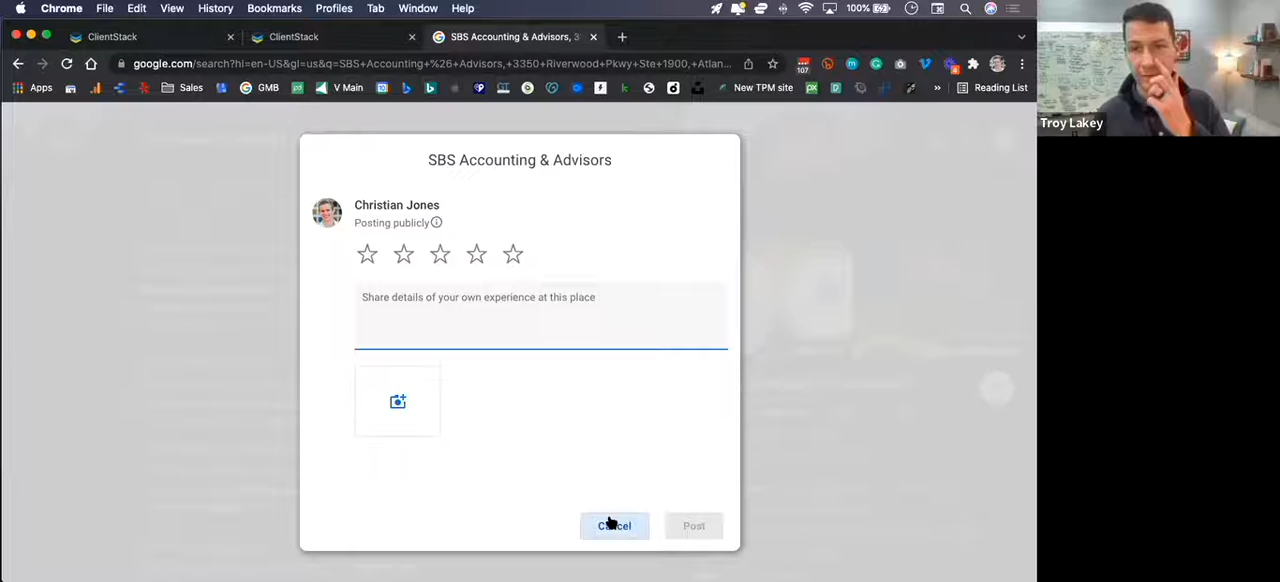 Chrome File Edit View History Bookmarks Profiles Tab Window Help 100%
ClientStack ClientStack SBS Accounting & Advisors, 3
google.com/search?hl=en-US&gl=us&q=SBS+Accounting+%26+Advisors,+3350+Riverwood+Pkwy+Ste+1900,+Atlan...
107
Apps Sales GMB V Main New TPM site » Reading List
Troy Lakey
SBS Accounting & Advisors
Christian Jones
Posting publicly
Share details of your own experience at this place
Cancel Post